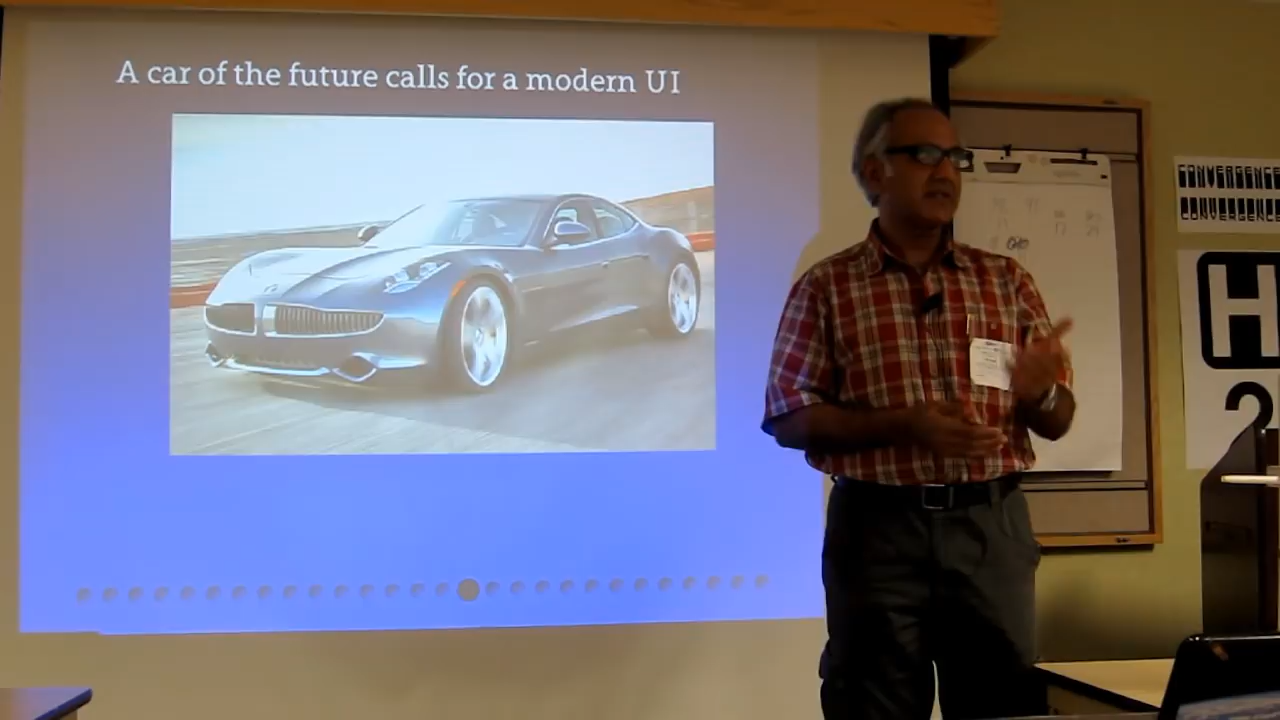 A car of the future calls for a modern UI
CONVERGENCE
CONVERGENCE
H
2